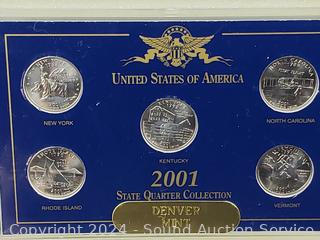 UNITED STATES OF AMERICA
NEW YORK
NORTH CAROLINA
KENTUCKY
RHODE ISLAND
2001
VERMONT
STATE QUARTER COLLECTION
DENVER
MINT
Copyright 2024 - Sound Auction Service